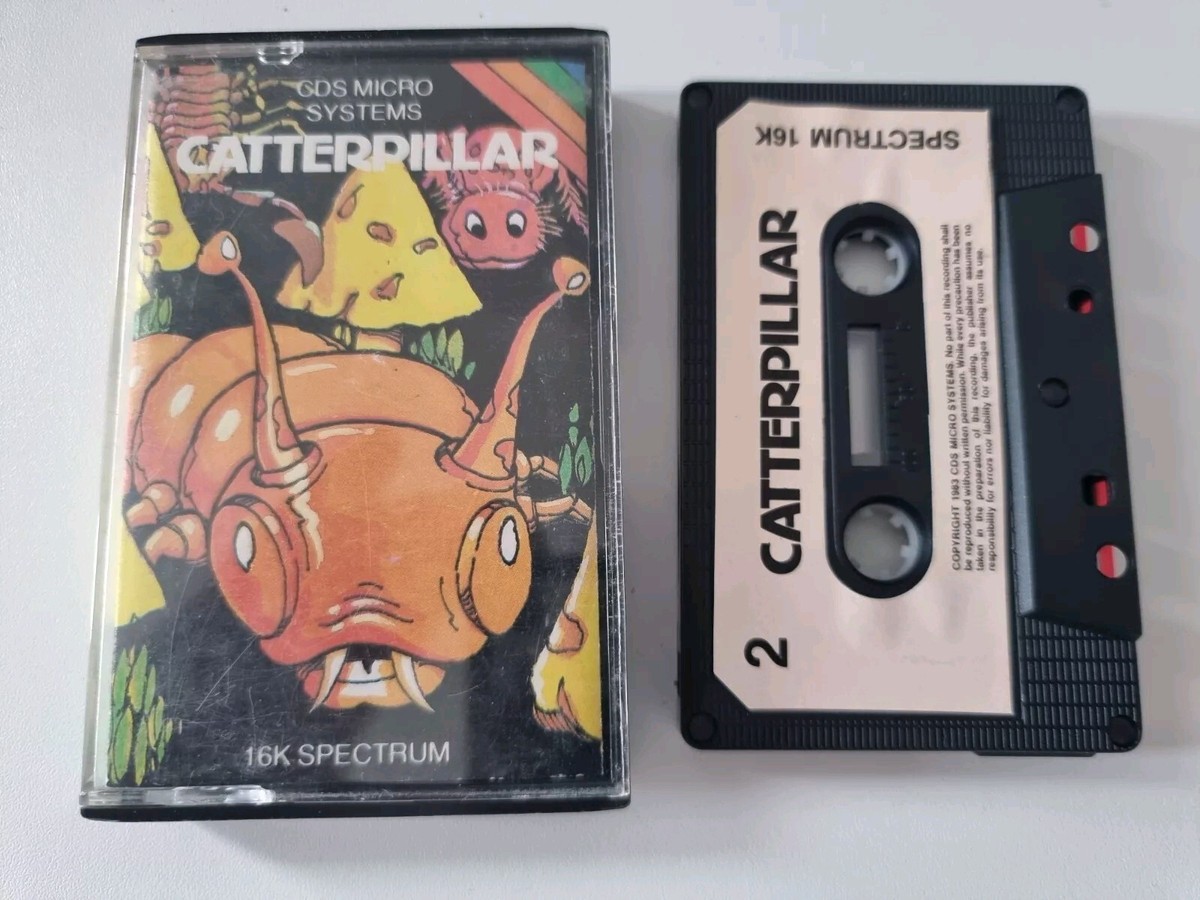 CDS MICRO
SYSTEMS
CATTERPILLAR
16K SPECTRUM
SPECTRUM 16K
2 CATTERPILLAR
COPYRIGHT 1983 CDS MICRO SYSTEMS. No part of this recording shall
be reproduced without written permission. While every precaution has been
taken in the preparation of this recording, the publisher assumes no
responsibility for errors nor liability for damages arising from its use.